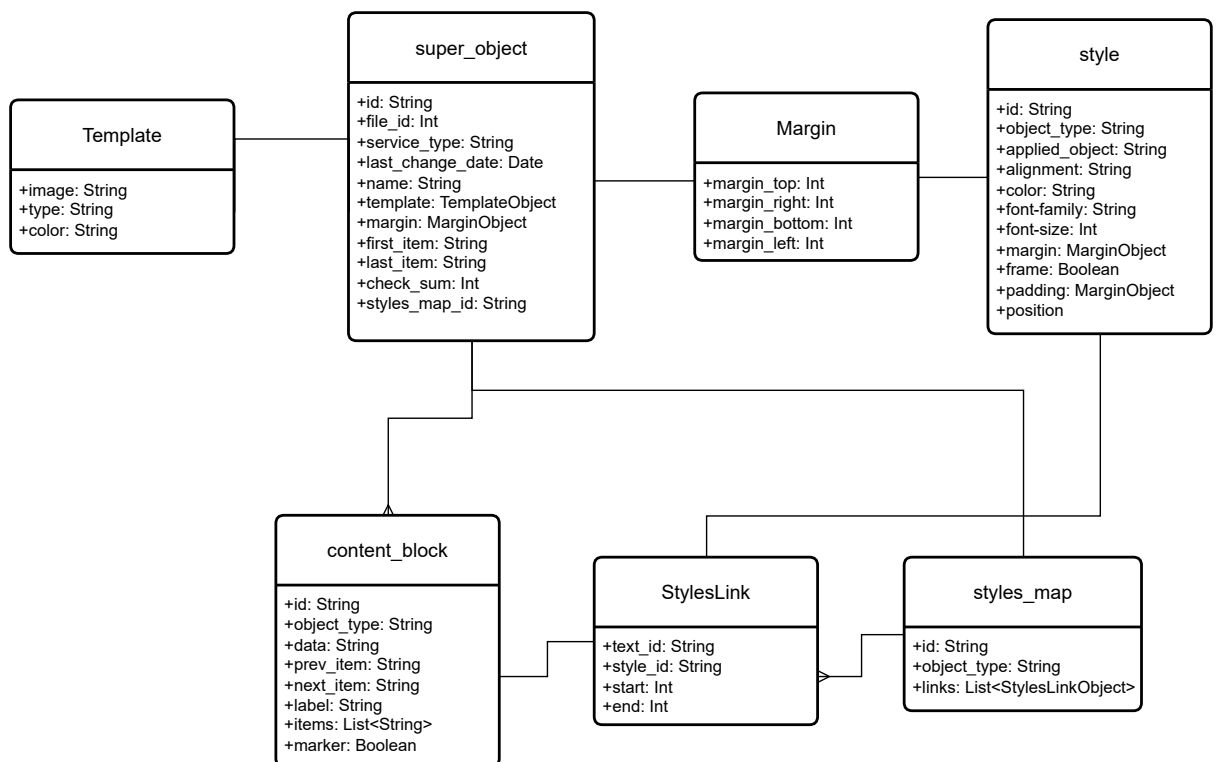 super_object
+id: String
+file_id: Int
+service_type: String
+last_change_date: Date
+name: String
+template: TemplateObject
+margin: MarginObject
+first_item: String
+last_item: String
+check_sum: Int
+styles_map_id: String
style
+id: String
+object_type: String
+applied_object: String
+alignment: String
+color: String
+font-family: String
+font-size: Int
+margin: MarginObject
+frame: Boolean
+padding: MarginObject
+position
Template
+image: String
+type: String
+color: String
Margin
+margin_top: Int
+margin_right: Int
+margin_bottom: Int
+margin_left: Int
content_block
+id: String
+object_type: String
+data: String
+prev_item: String
+next_item: String
+label: String
+items: List<String>
+marker: Boolean
StylesLink
+text_id: String
+style_id: String
+start: Int
+end: Int
styles_map
+id: String
+object_type: String
+links: List<StylesLinkObject>